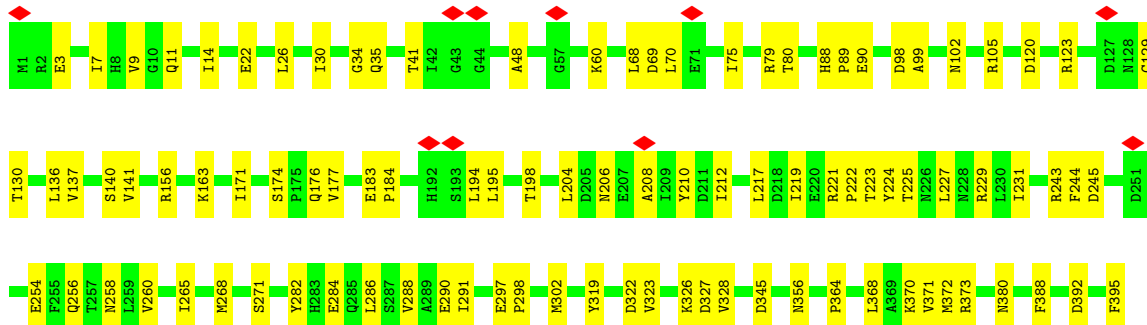 M1 R2 E3 I7 H8 V9 G10 Q11 I14 E22 L26 I30 G34 Q35 T41 I42 G43 G44 A48 G57 K60 L68 D69 L70 E71 I75 R79 T80 H88 P89 E90 D98 A99 N102 R105 D120 R123 D127 N128 G129
T130 L136 V137 S140 V141 R156 K163 I171 S174 P175 Q176 V177 E183 P184 H192 S193 L194 L195 T198 L204 D205 N206 E207 A208 I209 Y210 D211 I212 L217 D218 I219 E220 R221 P222 T223 Y224 T225 N226 L227 N228 R229 L230 I231 R243 F244 D245 D251
E254 F255 Q256 T257 N258 L259 V260 I265 M268 S271 Y282 H283 E284 Q285 L286 S287 V288 A289 E290 I291 E297 P298 M302 Y319 D322 V323 K326 D327 V328 D345 N356 P364 L368 A369 K370 V371 M372 R373 N380 F388 D392 F395